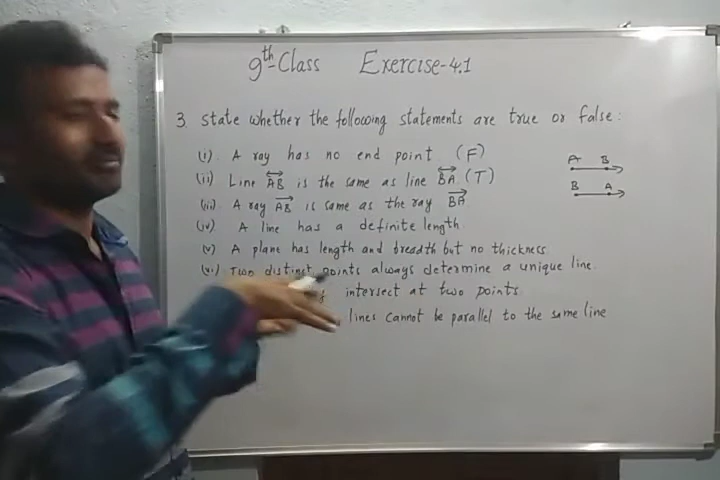 9th Class Exercise-4.1
3. State whether the following statements are true or false:
(i). A ray has no end point (F)
(ii) Line A͡B is the same as line B͡A. (T)
(iii). A ray AB is same as the ray BA
(iv) A line has a definite length.
(v) A plane has length and breadth but no thickness.
(vi.) Two distinct points always determine a unique line.
intersect at two points.
lines cannot be parallel to the same line
A B
B A